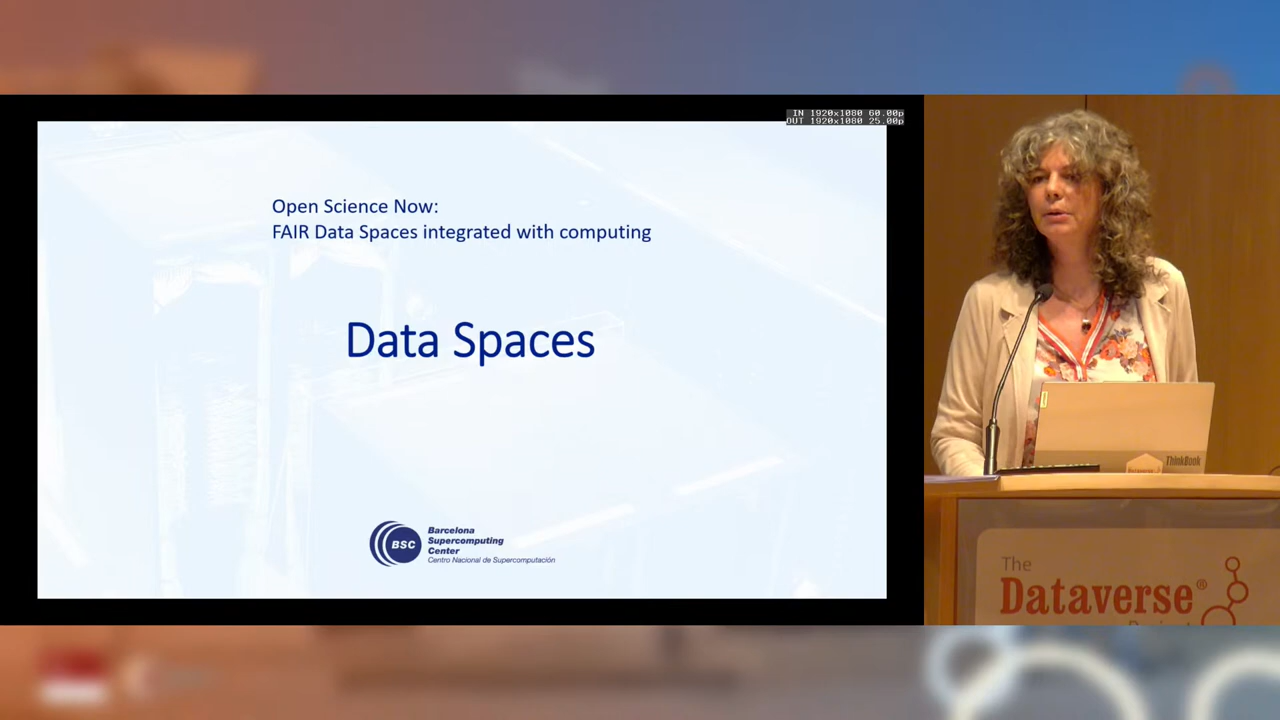 IN 1920x1080 60.00p
OUT 1920x1080 25.00p
Open Science Now:
FAIR Data Spaces integrated with computing
Data Spaces
BSC
Barcelona
Supercomputing
Center
Centro Nacional de Supercomputación
ThinkBook
The
Dataverse®
Project